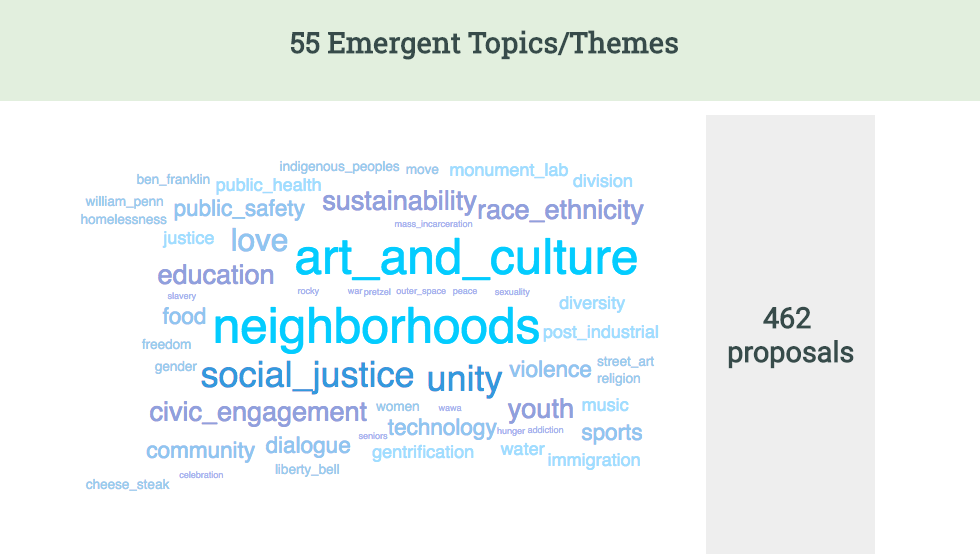 55 Emergent Topics/Themes
indigenous_peoples move monument_lab
ben_franklin public_health division
william_penn public_safety sustainability race_ethnicity
homelessness mass_incarceration
justice love art_and_culture
education
slavery rocky war pretzel outer_space peace sexuality
food neighborhoods diversity
post_industrial
freedom
gender social_justice unity violence street_art
religion
civic_engagement women wawa youth music
seniors technology hunger addiction sports
community dialogue gentrification water immigration
celebration liberty_bell
cheese_steak
462
proposals